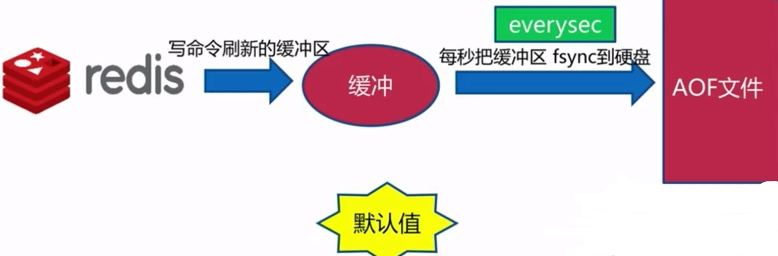 everysec
写命令刷新的缓冲区
每秒把缓冲区 fsync到硬盘
redis
缓冲
AOF文件
默认值